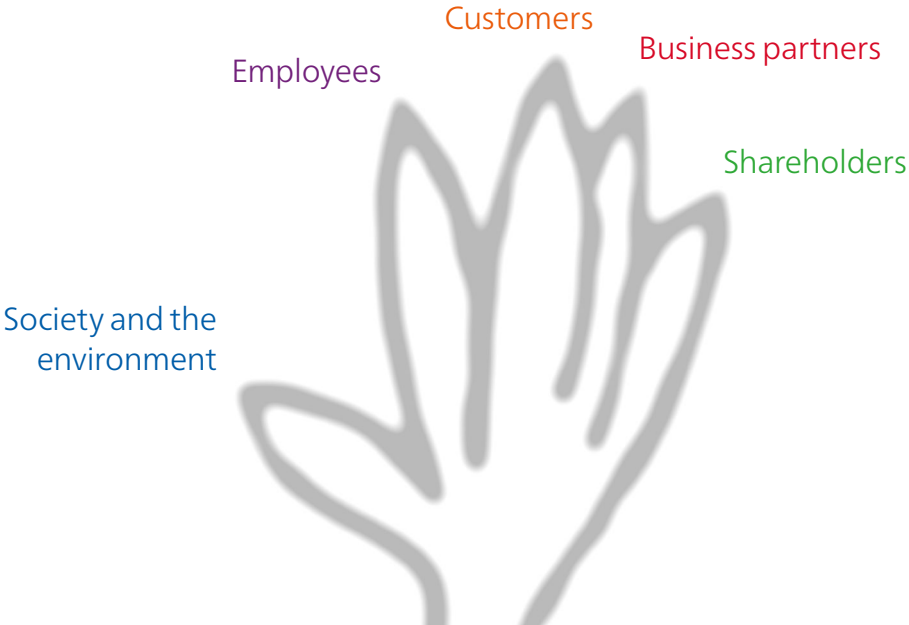 Customers
Business partners
Employees
Shareholders
Society and the
environment